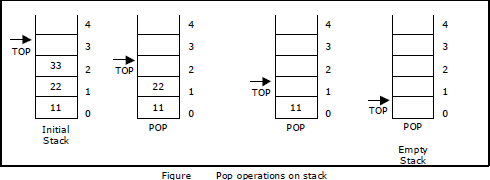 4 4 4 4
TOP 3 3 3 3
33 2 TOP 2 2 2
22 1 22 1 TOP 1 1
11 0 11 0 11 0 TOP 0
Initial Stack POP POP POP
Empty Stack
Figure Pop operations on stack